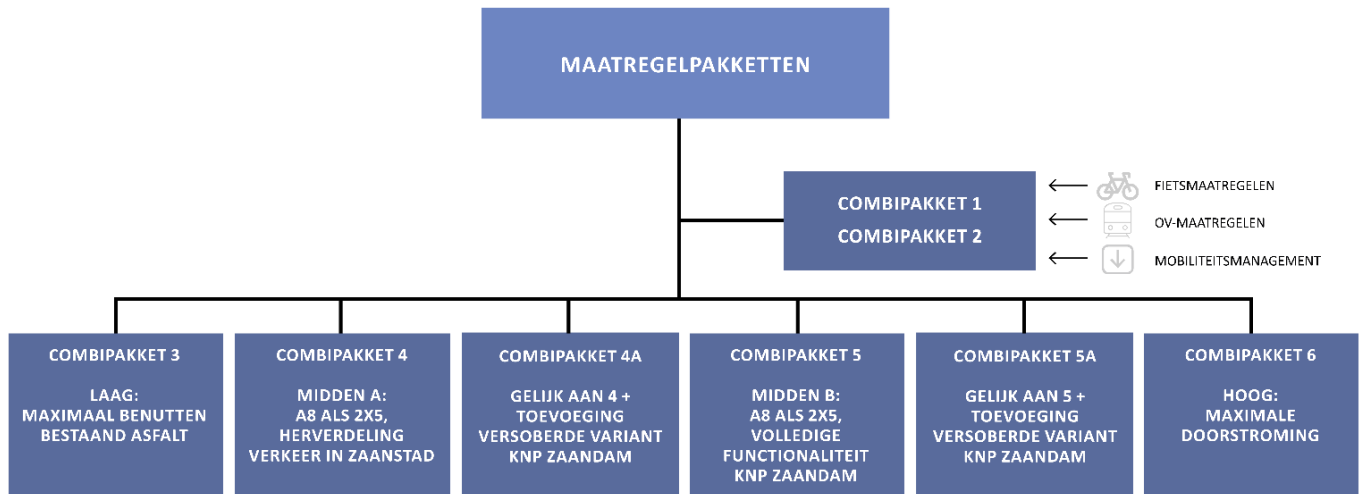 MAATREGELPAKKETTEN
COMBIPAKKET 1
COMBIPAKKET 2
FIETSMAATREGELEN
OV-MAATREGELEN
MOBILITEITSMANAGEMENT
COMBIPAKKET 3
LAAG:
MAXIMAAL BENUTTEN
BESTAAND ASFALT
COMBIPAKKET 4
MIDDEN A:
A8 ALS 2X5,
HERVERDELING
VERKEER IN ZAANSTAD
COMBIPAKKET 4A
GELIJK AAN 4 +
TOEVOEGING
VERSOBERDE VARIANT
KNP ZAANDAM
COMBIPAKKET 5
MIDDEN B:
A8 ALS 2X5,
VOLLEDIGE
FUNCTIONALITEIT
KNP ZAANDAM
COMBIPAKKET 5A
GELIJK AAN 5 +
TOEVOEGING
VERSOBERDE VARIANT
KNP ZAANDAM
COMBIPAKKET 6
HOOG:
MAXIMALE
DOORSTROMING